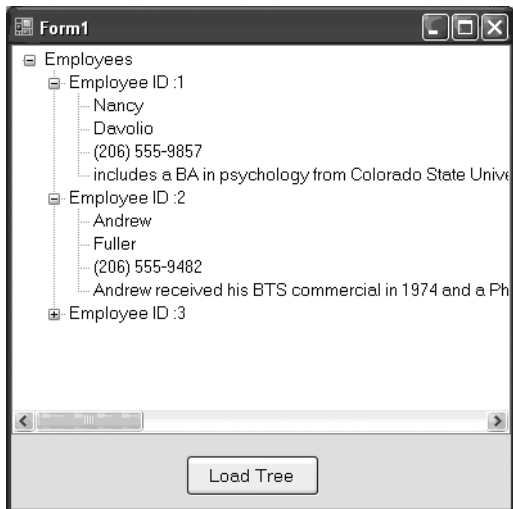 Form1
Employees
Employee ID :1
Nancy
Davolio
(206) 555-9857
includes a BA in psychology from Colorado State Unive
Employee ID :2
Andrew
Fuller
(206) 555-9482
Andrew received his BTS commercial in 1974 and a Ph
Employee ID :3
Load Tree